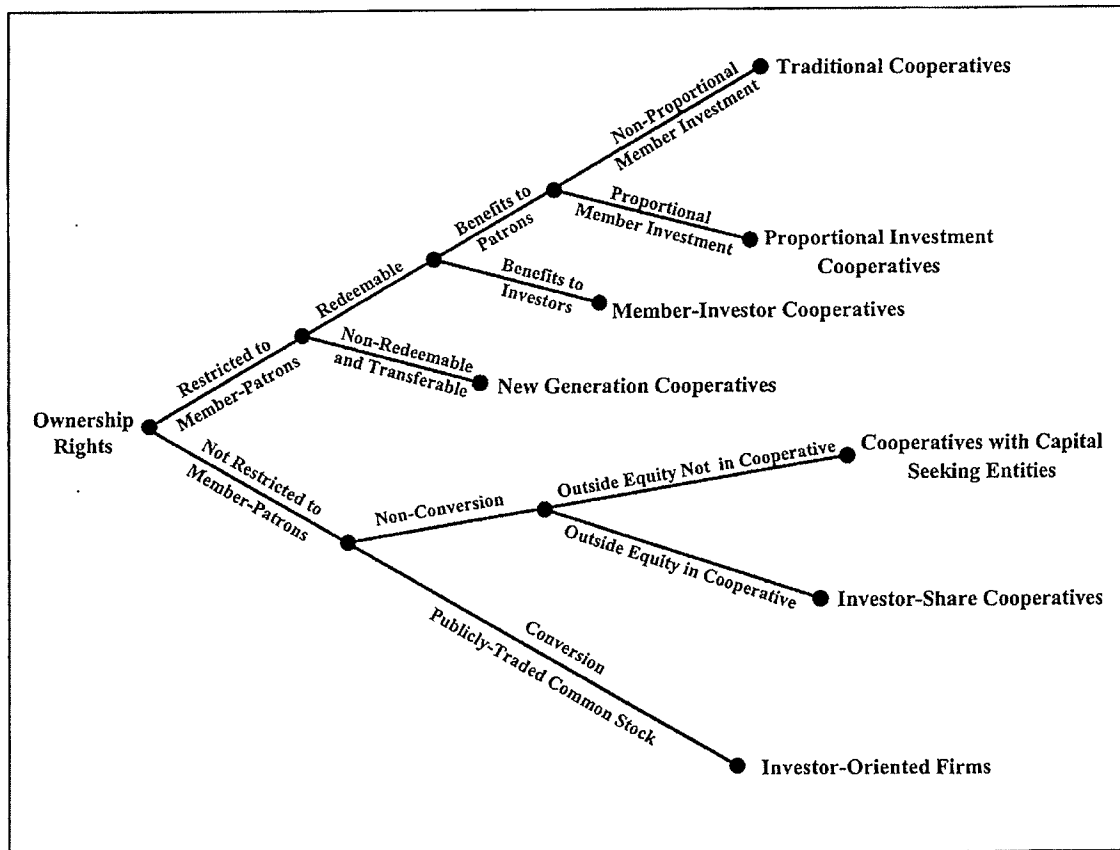 Non-Proportional
Member Investment
Traditional Cooperatives
Benefits to
Patrons
Proportional
Member Investment
Proportional Investment
Cooperatives
Redeemable
Benefits to
Investors
Member-Investor Cooperatives
Restricted to
Member-Patrons
Non-Redeemable
and Transferable
New Generation Cooperatives
Ownership
Rights
Not Restricted to
Member-Patrons
Non-Conversion
Outside Equity Not in Cooperative
Cooperatives with Capital
Seeking Entities
Outside Equity in Cooperative
Investor-Share Cooperatives
Conversion
Publicly-Traded Common Stock
Investor-Oriented Firms